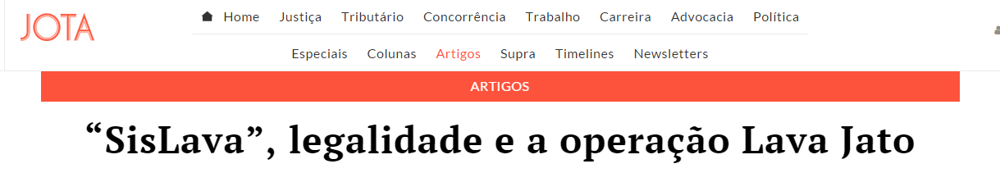 JOTA
Home Justiça Tributário Concorrência Trabalho Carreira Advocacia Política
Especiais Colunas Artigos Supra Timelines Newsletters
ARTIGOS
“SisLava”, legalidade e a operação Lava Jato